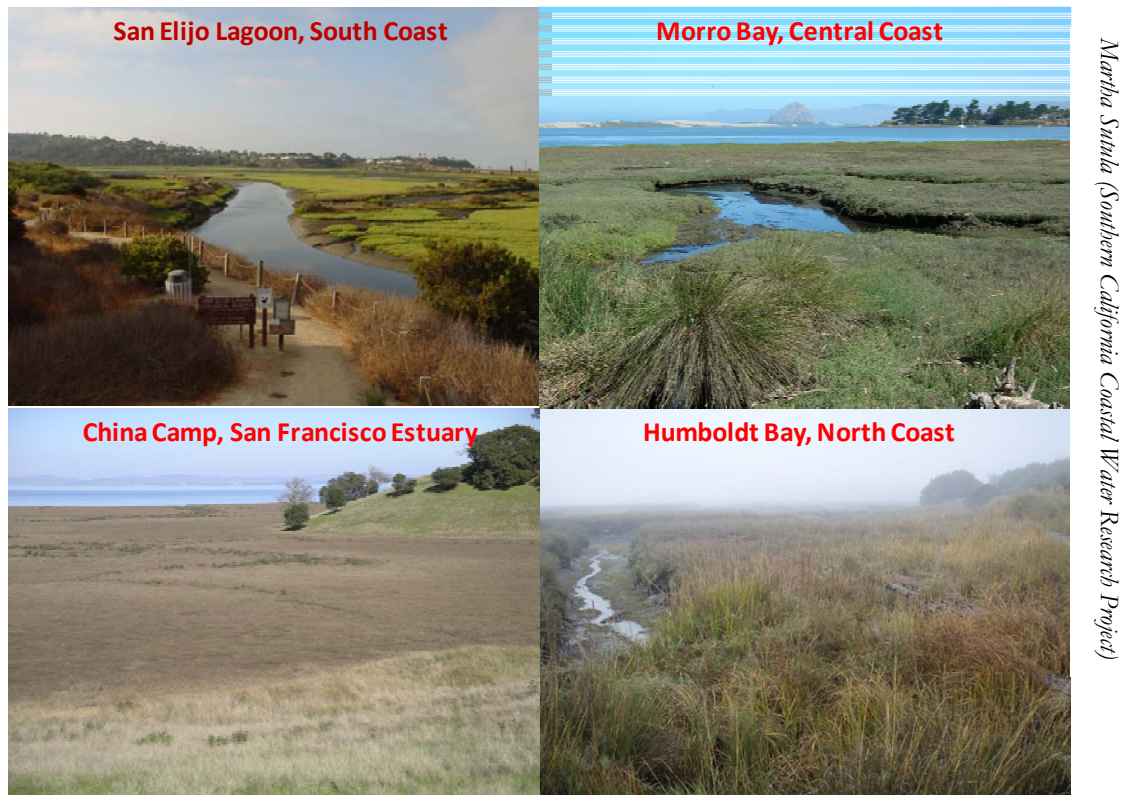 San Elijo Lagoon, South Coast
Morro Bay, Central Coast
China Camp, San Francisco Estuary
Humboldt Bay, North Coast
Martha Sutula (Southern California Coastal Water Research Project)